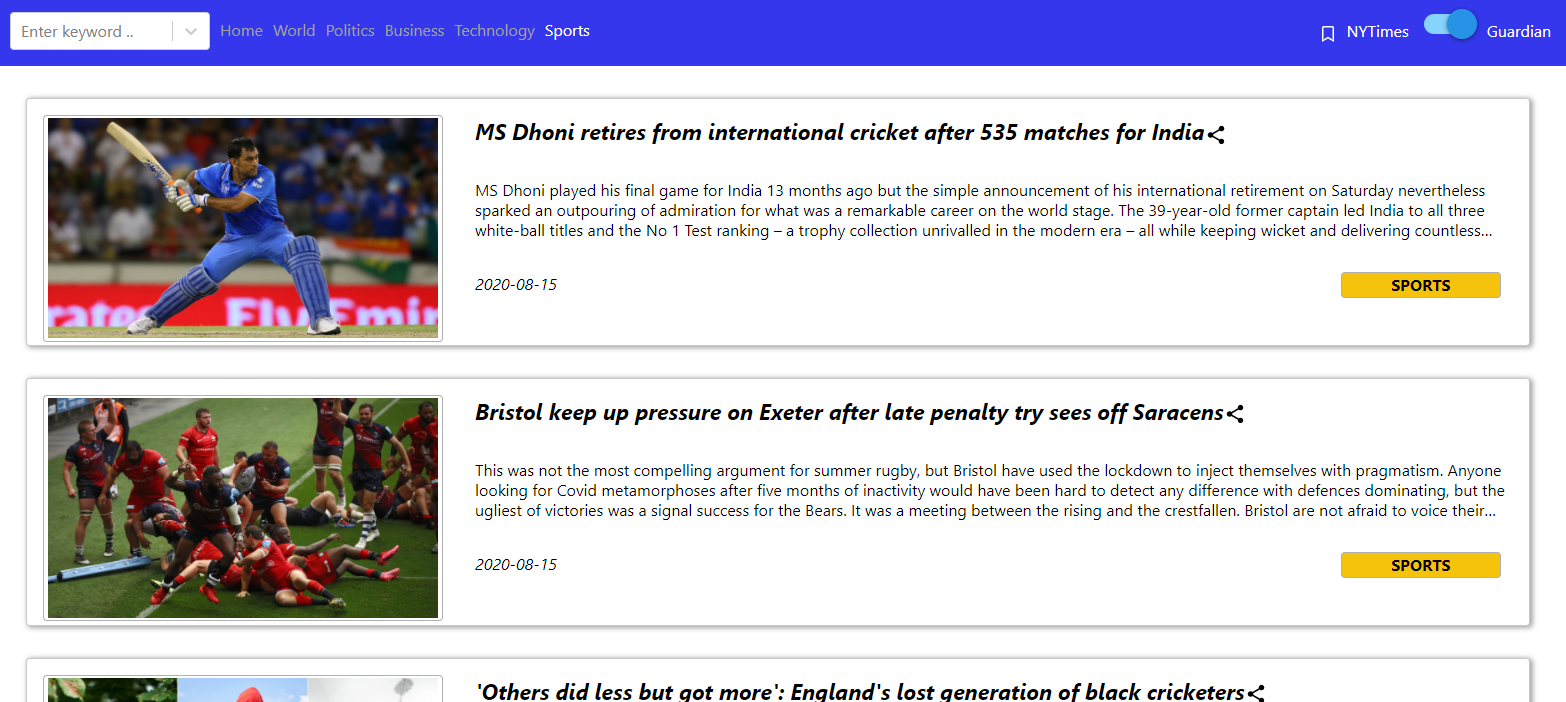 Enter keyword ..
Home World Politics Business Technology Sports
NYTimes
Guardian
MS Dhoni retires from international cricket after 535 matches for India
MS Dhoni played his final game for India 13 months ago but the simple announcement of his international retirement on Saturday nevertheless
sparked an outpouring of admiration for what was a remarkable career on the world stage. The 39-year-old former captain led India to all three
white-ball titles and the No 1 Test ranking – a trophy collection unrivalled in the modern era – all while keeping wicket and delivering countless...
2020-08-15
SPORTS
Fly Emir
Bristol keep up pressure on Exeter after late penalty try sees off Saracens
This was not the most compelling argument for summer rugby, but Bristol have used the lockdown to inject themselves with pragmatism. Anyone
looking for Covid metamorphoses after five months of inactivity would have been hard to detect any difference with defences dominating, but the
ugliest of victories was a signal success for the Bears. It was a meeting between the rising and the crestfallen. Bristol are not afraid to voice their...
2020-08-15
SPORTS
'Others did less but got more': England's lost generation of black cricketers